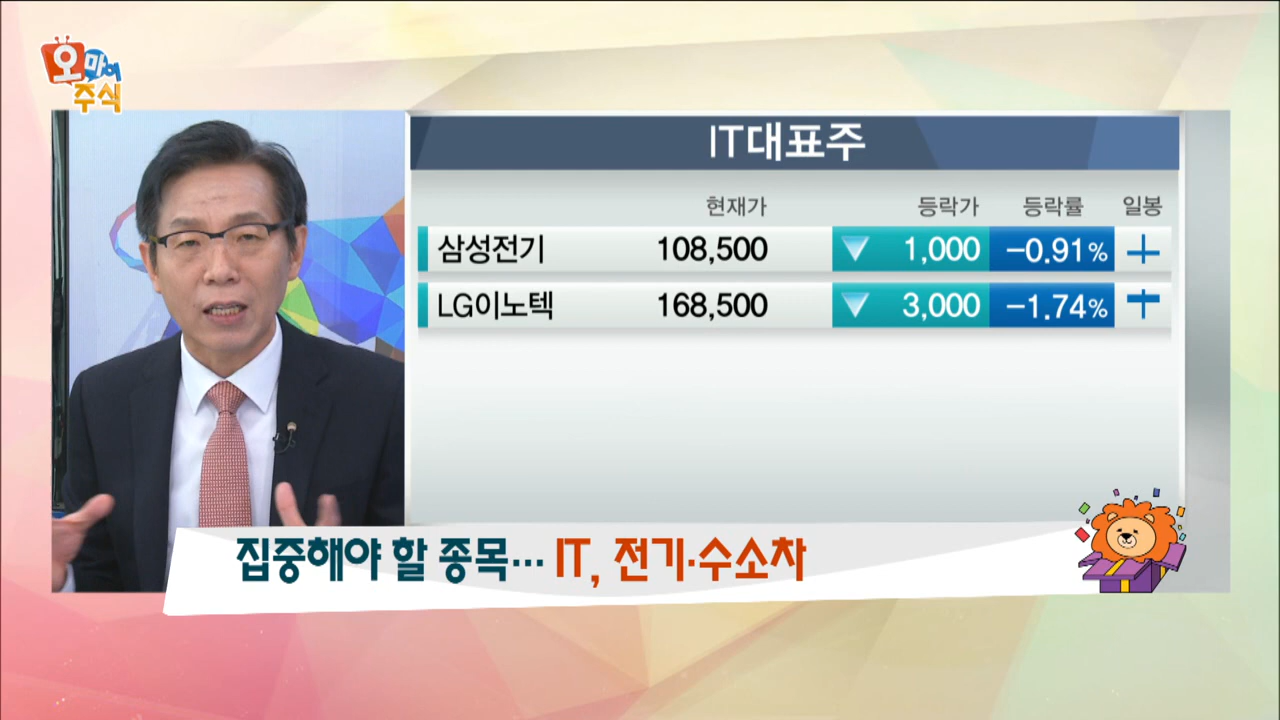 오마이
주식
IT대표주
현재가 등락가 등락률 일봉
삼성전기 108,500 ▼ 1,000 -0.91%
LG이노텍 168,500 ▼ 3,000 -1.74%
집중해야 할 종목… IT, 전기·수소차